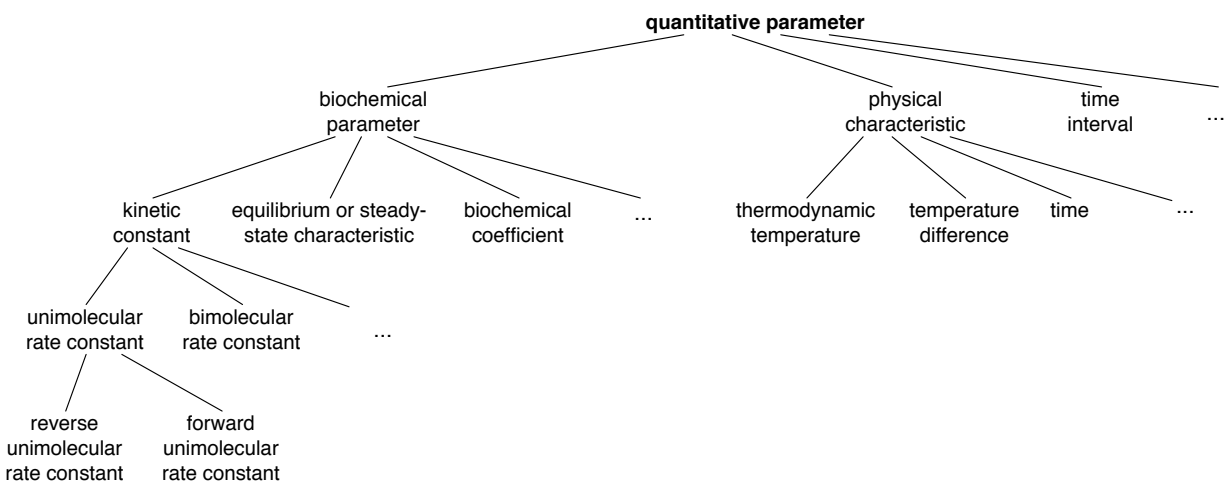 quantitative parameter
biochemical
parameter
physical
characteristic
time
interval
...
kinetic
constant
equilibrium or steady-
state characteristic
biochemical
coefficient
...
thermodynamic
temperature
temperature
difference
time
...
unimolecular
rate constant
bimolecular
rate constant
...
reverse
unimolecular
rate constant
forward
unimolecular
rate constant